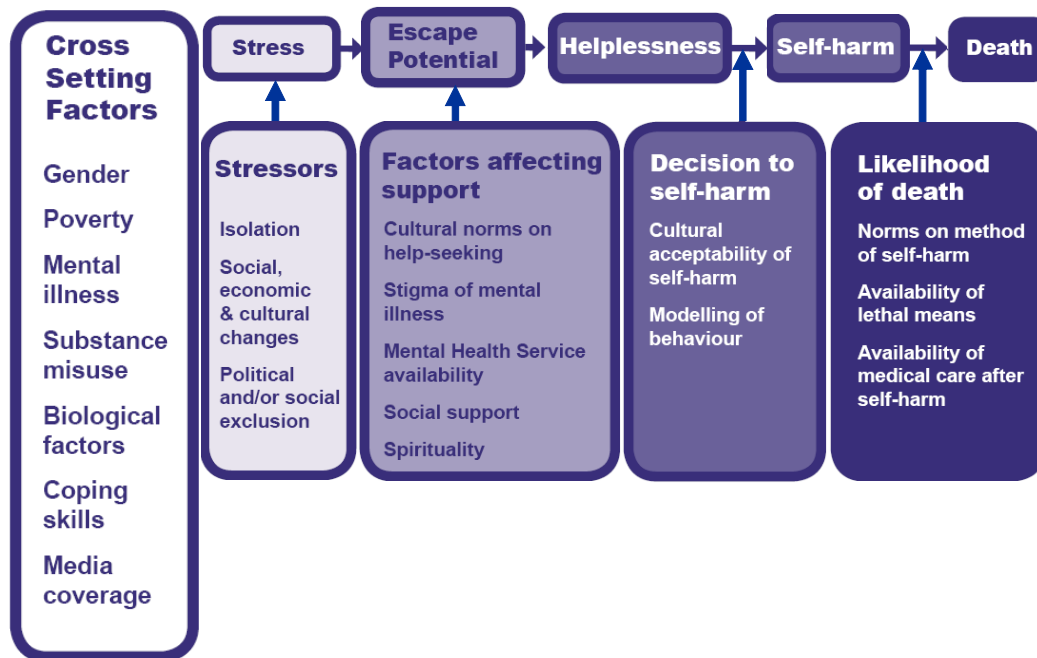 Cross
Setting
Factors
Gender
Poverty
Mental
illness
Substance
misuse
Biological
factors
Coping
skills
Media
coverage
Stress
Escape
Potential
Helplessness
Self-harm
Death
Stressors
Isolation
Social,
economic
& cultural
changes
Political
and/or social
exclusion
Factors affecting
support
Cultural norms on
help-seeking
Stigma of mental
illness
Mental Health Service
availability
Social support
Spirituality
Decision to
self-harm
Cultural
acceptability of
self-harm
Modelling of
behaviour
Likelihood
of death
Norms on method
of self-harm
Availability of
lethal means
Availability of
medical care after
self-harm